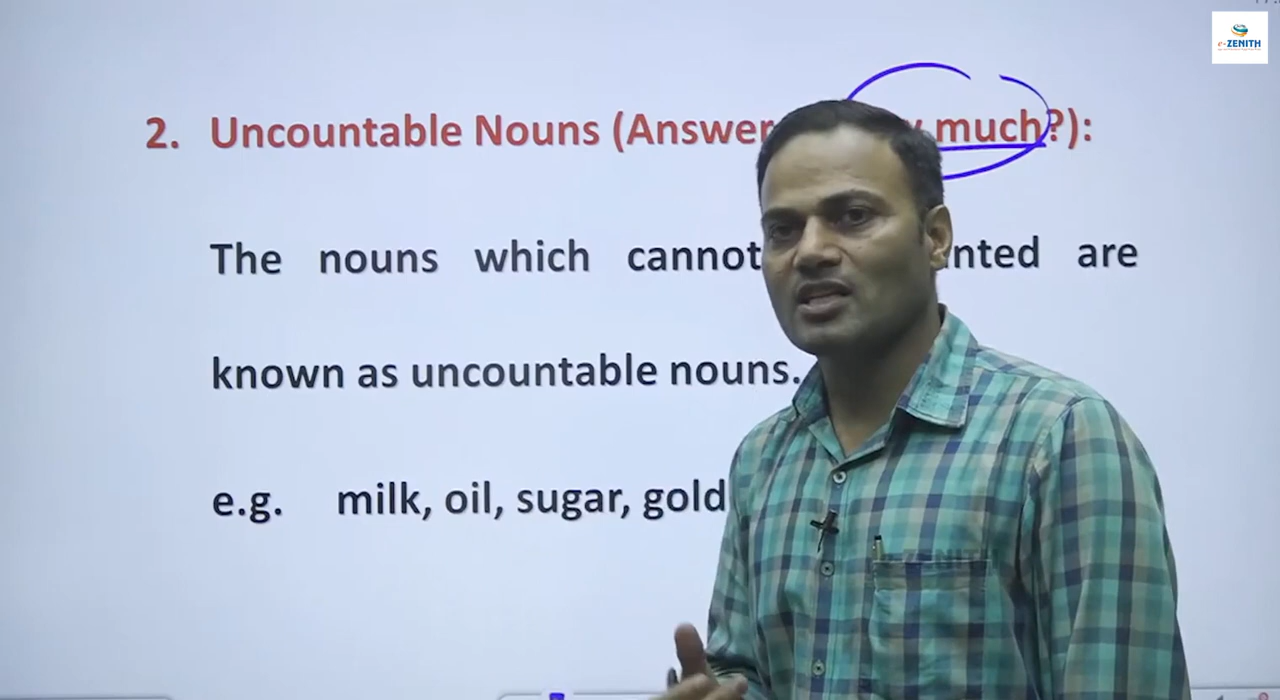 e-ZENITH
2. Uncountable Nouns (Answer much?):
The nouns which cannot are
known as uncountable nouns.
e.g. milk, oil, sugar, gold
ZENITH